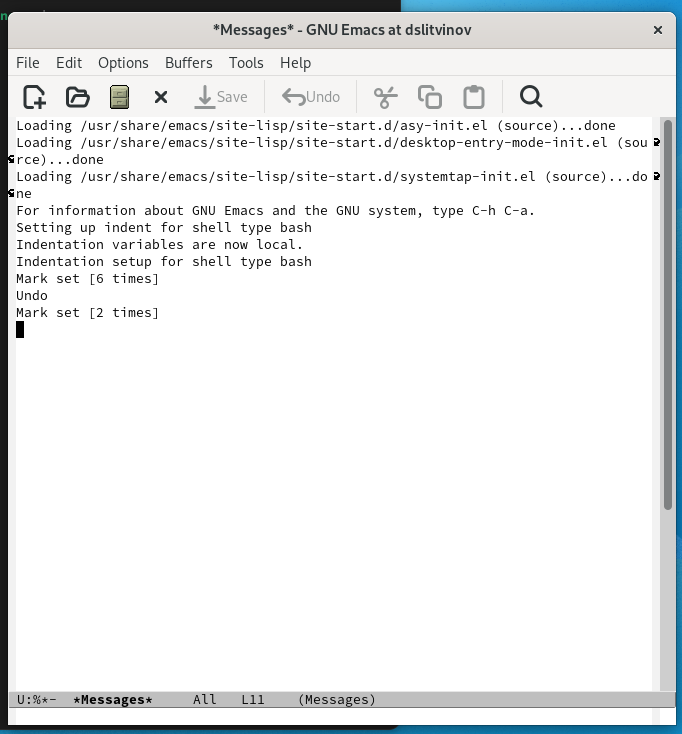 *Messages* - GNU Emacs at dslitvinov
File Edit Options Buffers Tools Help
Save Undo
Loading /usr/share/emacs/site-lisp/site-start.d/asy-init.el (source)...done
Loading /usr/share/emacs/site-lisp/site-start.d/desktop-entry-mode-init.el (sou
rce)...done
Loading /usr/share/emacs/site-lisp/site-start.d/systemtap-init.el (source)...do
ne
For information about GNU Emacs and the GNU system, type C-h C-a.
Setting up indent for shell type bash
Indentation variables are now local.
Indentation setup for shell type bash
Mark set [6 times]
Undo
Mark set [2 times]
U:%*- *Messages* All L11 (Messages)